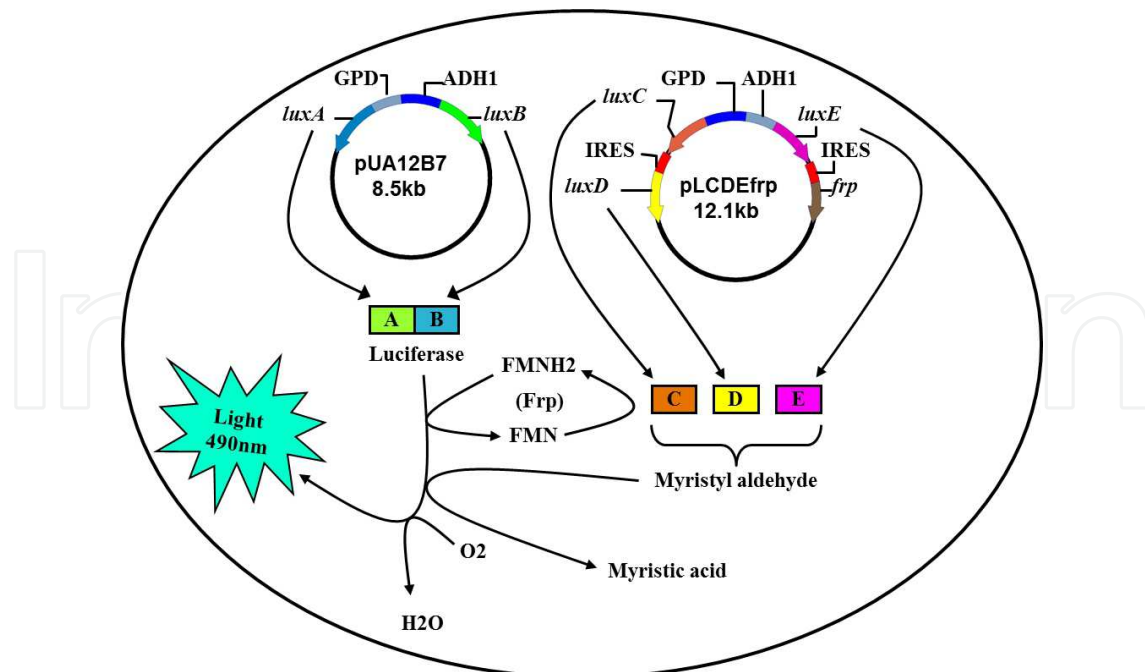 GPD ADH1
luxA luxB
pUA12B7
8.5kb
GPD ADH1
luxC luxE
IRES IRES
luxD frp
pLCDEfrp
12.1kb
A B
Luciferase
FMNH2
(Frp)
FMN
C D E
Light
490nm
Myristyl aldehyde
O2
Myristic acid
H2O